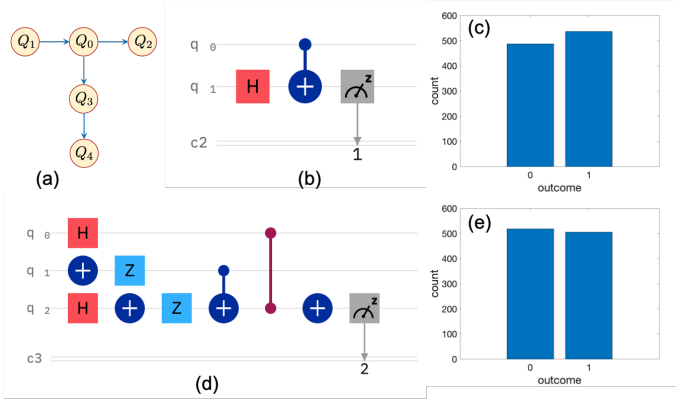 Q1 Q0 Q2
Q3
Q4
(a)
q 0
q 1 H z
c2 1
(b)
(c)
600
500
400
300
200
100
0
count
0 1
outcome
q 0 H
q 1 Z
q 2 H Z z
c3 2
(d)
(e)
600
500
400
300
200
100
0
count
0 1
outcome